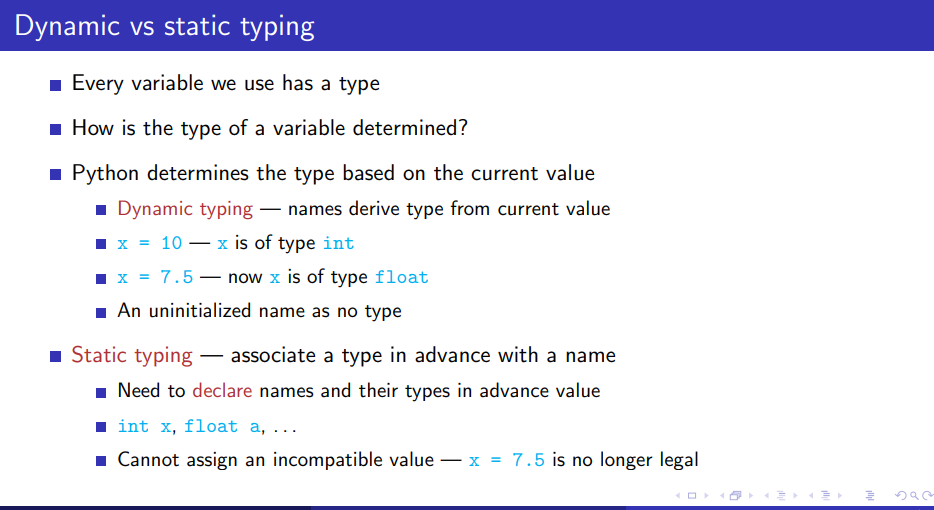 Dynamic vs static typing
Every variable we use has a type
How is the type of a variable determined?
Python determines the type based on the current value
Dynamic typing — names derive type from current value
x = 10 — x is of type int
x = 7.5 — now x is of type float
An uninitialized name as no type
Static typing — associate a type in advance with a name
Need to declare names and their types in advance value
int x, float a, ...
Cannot assign an incompatible value — x = 7.5 is no longer legal